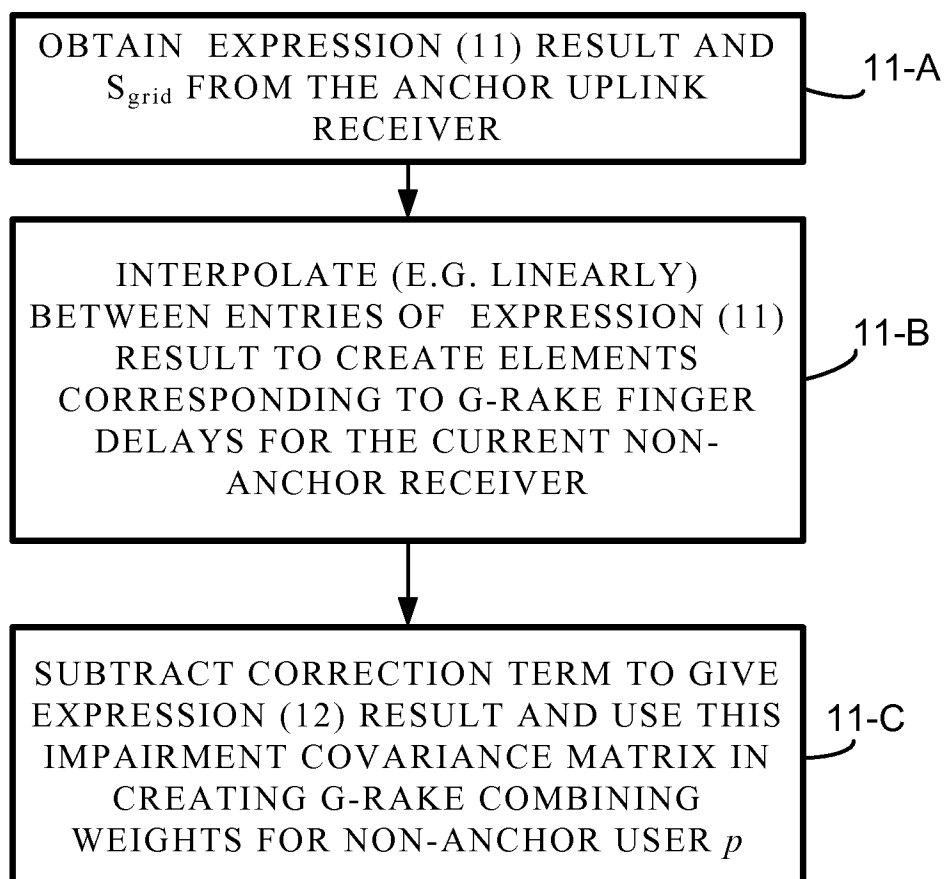 OBTAIN EXPRESSION (11) RESULT AND
S_grid FROM THE ANCHOR UPLINK
RECEIVER
11-A
INTERPOLATE (E.G. LINEARLY)
BETWEEN ENTRIES OF EXPRESSION (11)
RESULT TO CREATE ELEMENTS
CORRESPONDING TO G-RAKE FINGER
DELAYS FOR THE CURRENT NON-
ANCHOR RECEIVER
11-B
SUBTRACT CORRECTION TERM TO GIVE
EXPRESSION (12) RESULT AND USE THIS
IMPAIRMENT COVARIANCE MATRIX IN
CREATING G-RAKE COMBINING
WEIGHTS FOR NON-ANCHOR USER p
11-C